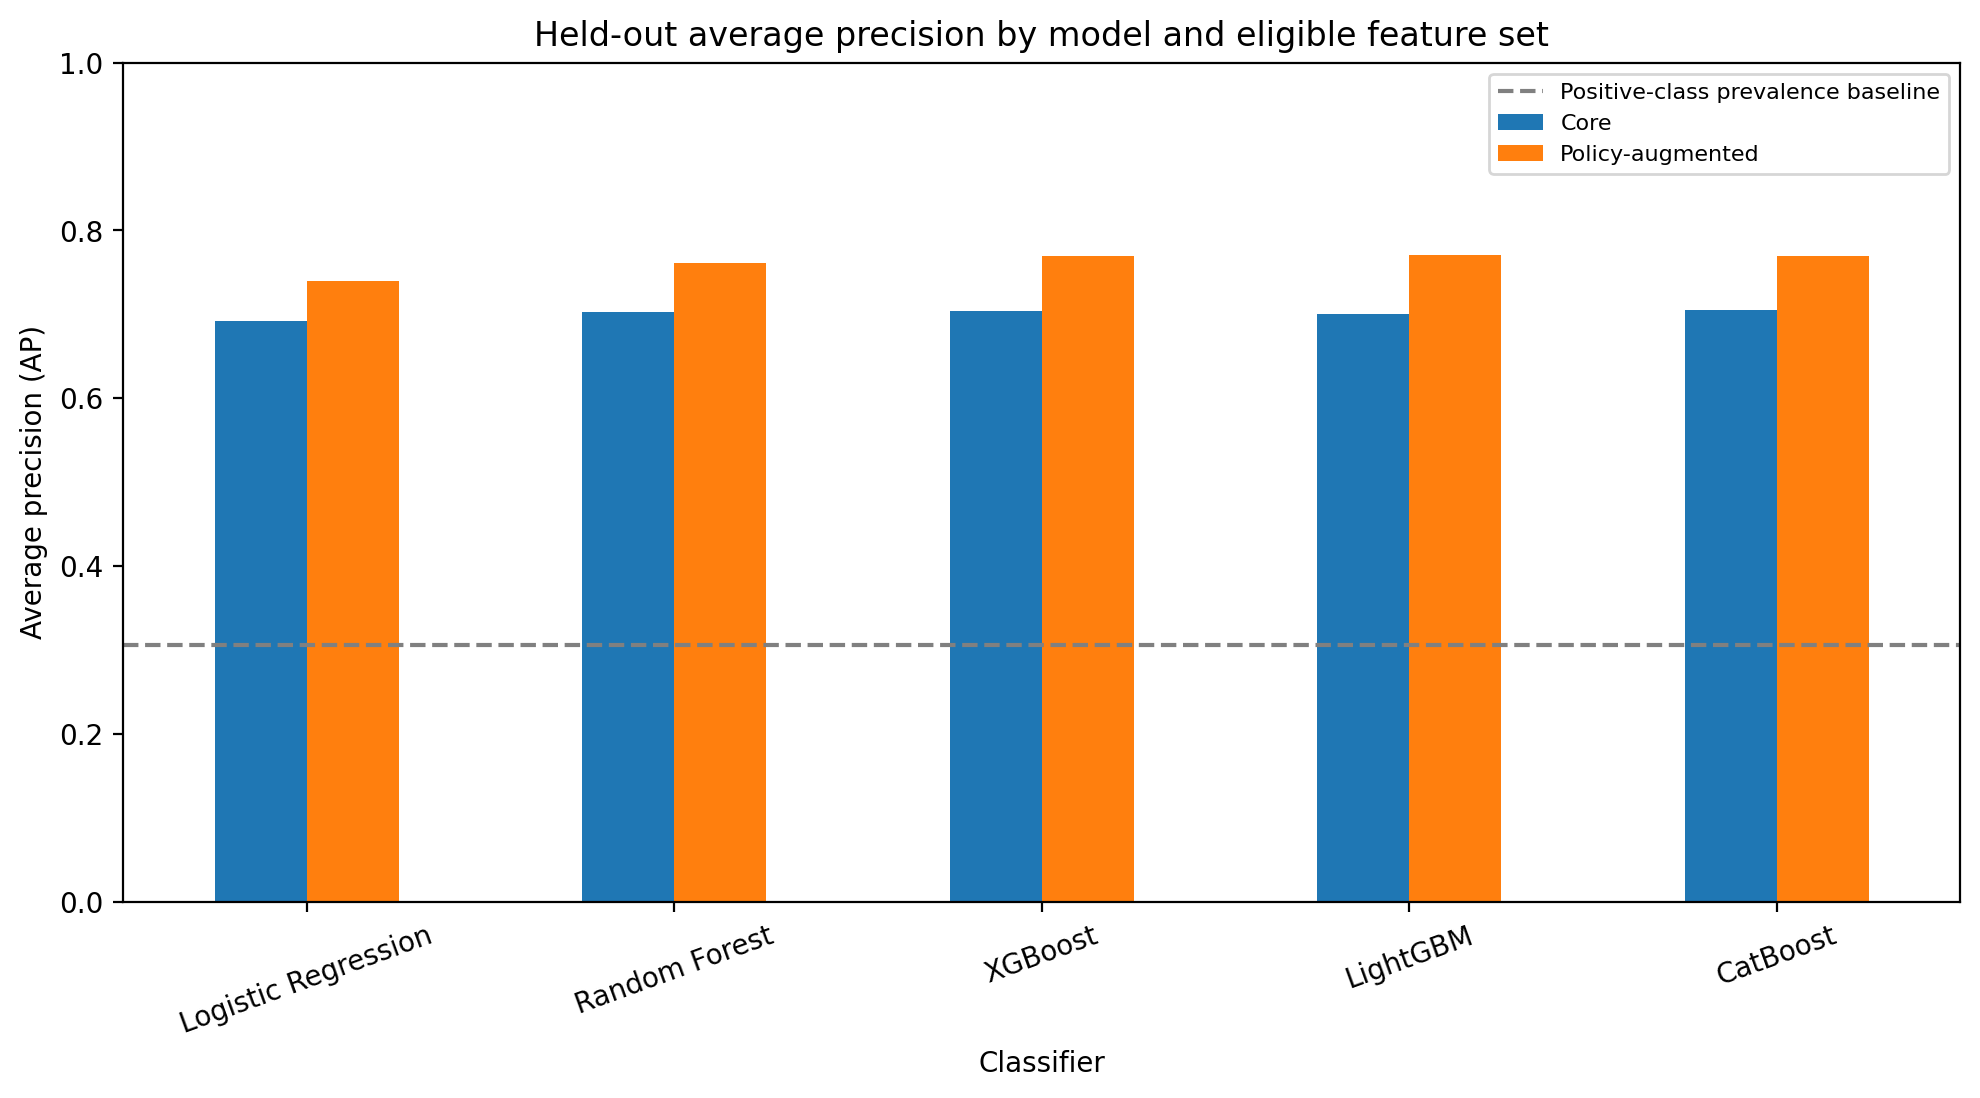 Held-out average precision by model and eligible feature set
1.0
0.8
0.6
0.4
0.2
0.0
Average precision (AP)
Positive-class prevalence baseline
Core
Policy-augmented
Logistic Regression
Random Forest
XGBoost
LightGBM
CatBoost
Classifier